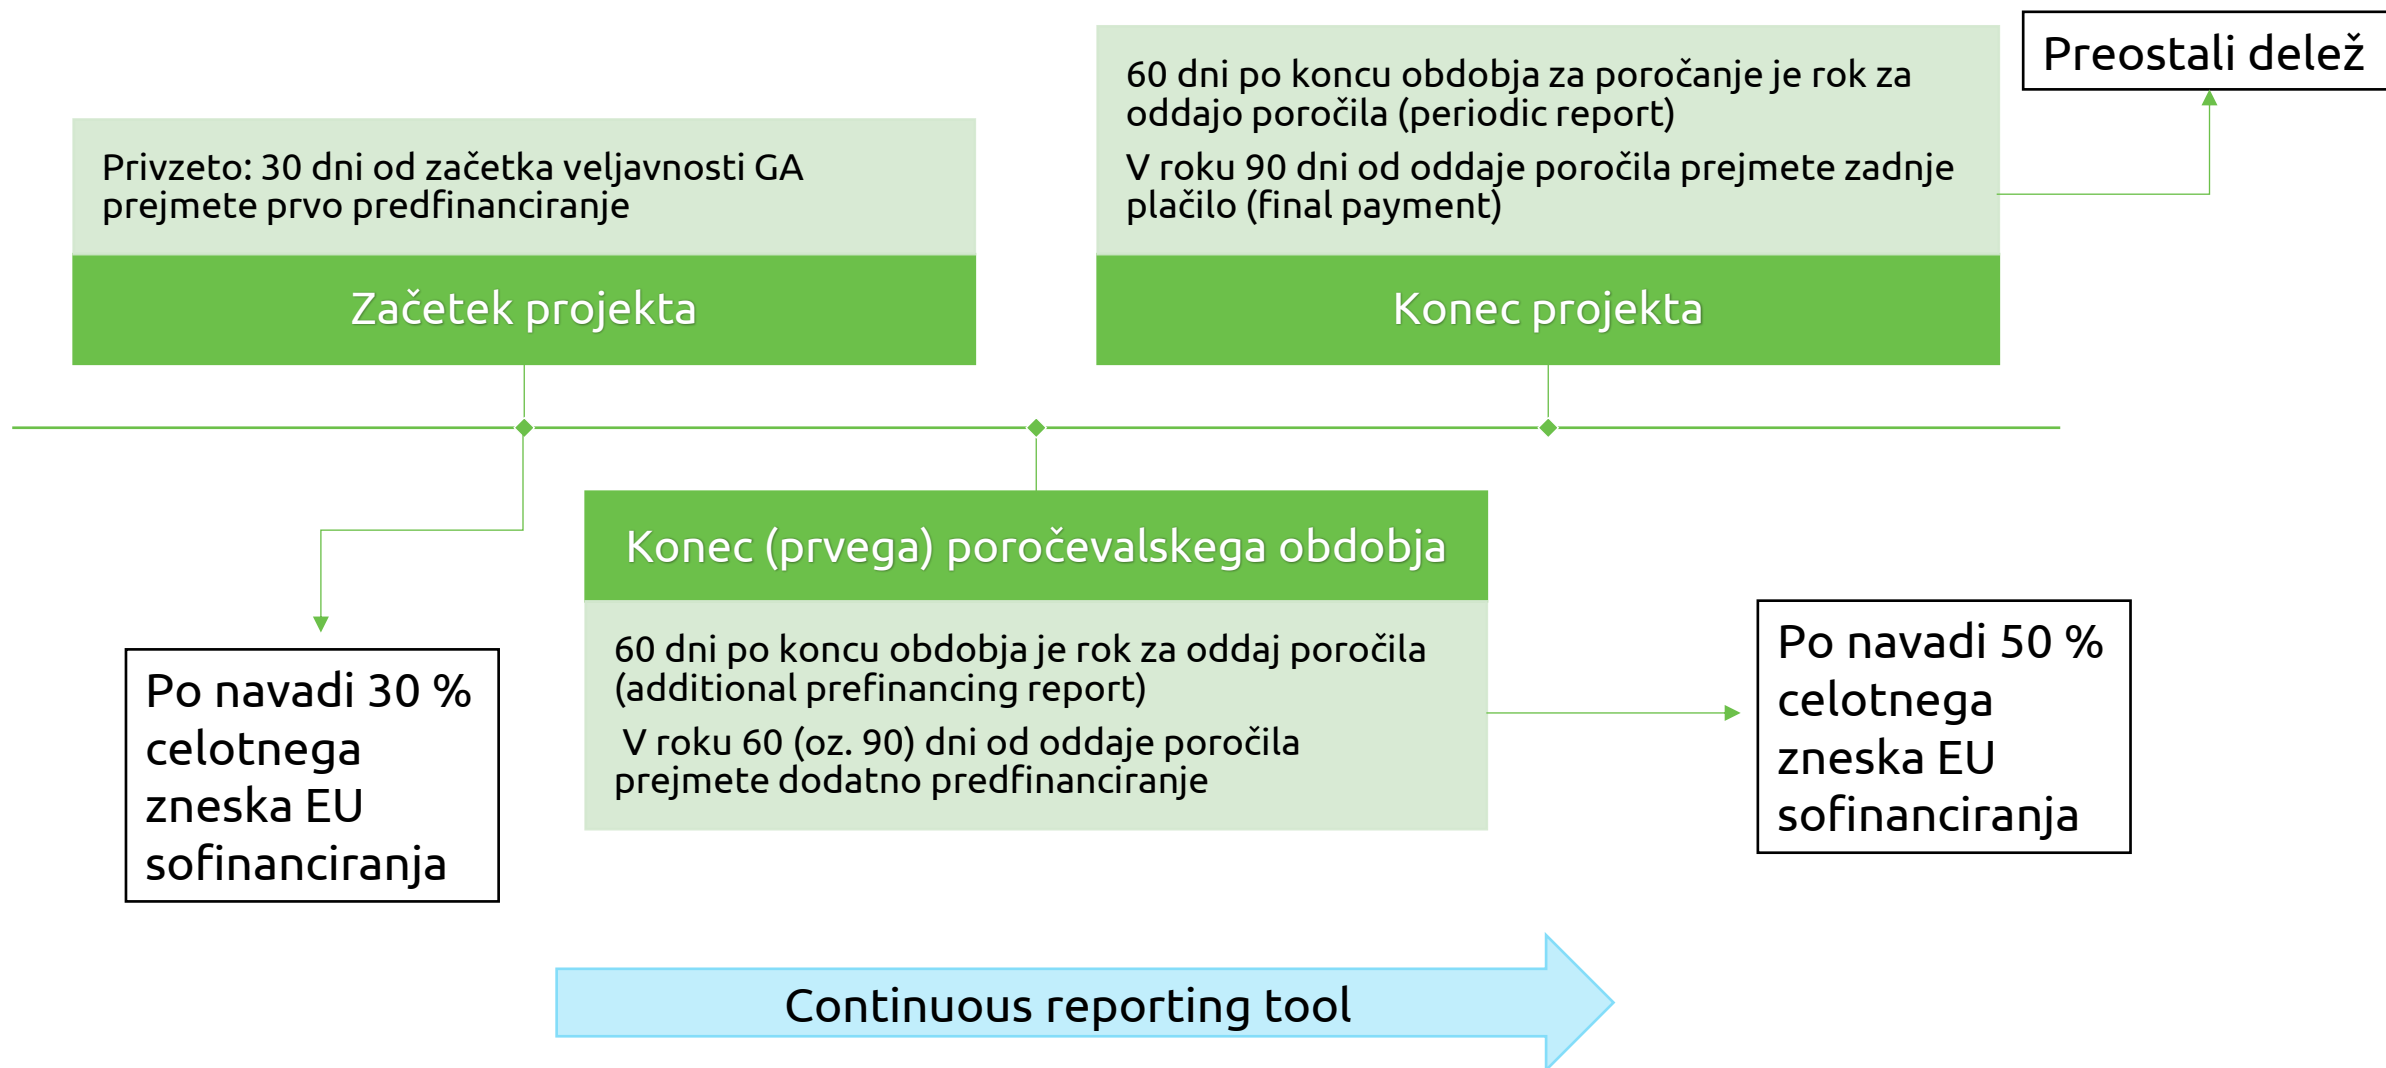 Privzeto: 30 dni od začetka veljavnosti GA
prejmete prvo predfinanciranje
Začetek projekta
60 dni po koncu obdobja za poročanje je rok za
oddajo poročila (periodic report)
V roku 90 dni od oddaje poročila prejmete zadnje
plačilo (final payment)
Konec projekta
Preostali delež
Po navadi 30 %
celotnega
zneska EU
sofinanciranja
Konec (prvega) poročevalskega obdobja
60 dni po koncu obdobja je rok za oddaj poročila
(additional prefinancing report)
V roku 60 (oz. 90) dni od oddaje poročila
prejmete dodatno predfinanciranje
Po navadi 50 %
celotnega
zneska EU
sofinanciranja
Continuous reporting tool